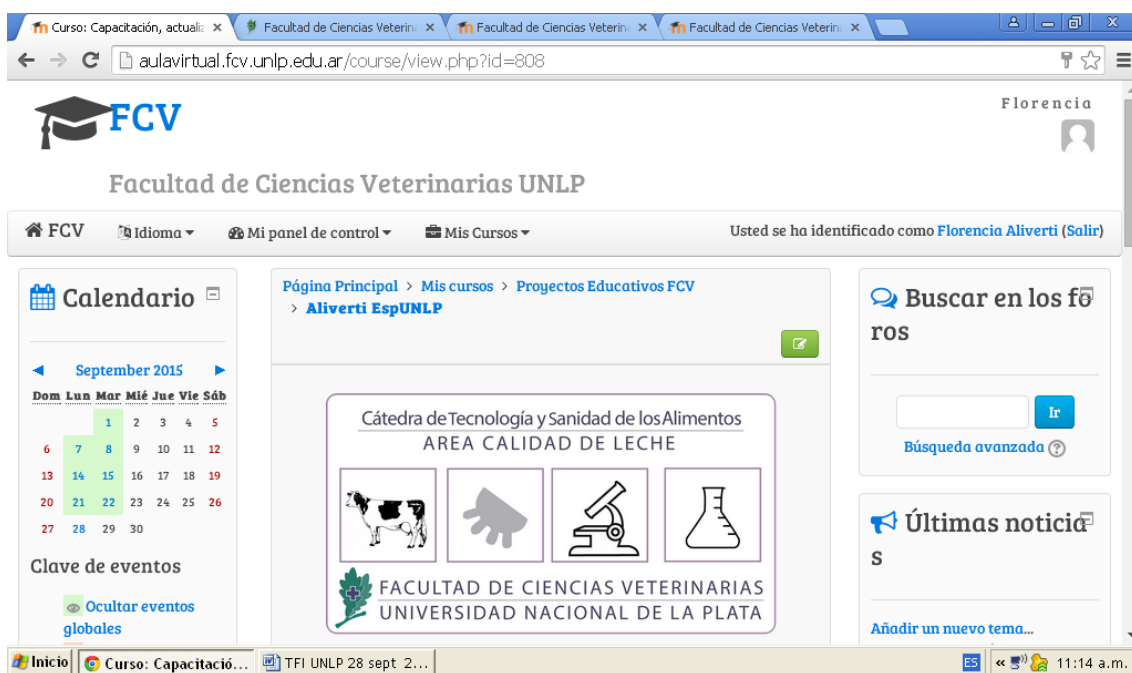 Curso: Capacitación, actualiz
Facultad de Ciencias Veterin
Facultad de Ciencias Veterin
Facultad de Ciencias Veterin
aulavirtual.fcv.unlp.edu.ar/course/view.php?id=808
FCV
Florencia
Facultad de Ciencias Veterinarias UNLP
FCV
Idioma
Mi panel de control
Mis Cursos
Usted se ha identificado como Florencia Aliverti (Salir)
Calendario
September 2015
Dom Lun Mar Mié Jue Vie Sáb
1 2 3 4 5
6 7 8 9 10 11 12
13 14 15 16 17 18 19
20 21 22 23 24 25 26
27 28 29 30
Clave de eventos
Ocultar eventos
globales
Página Principal > Mis cursos > Proyectos Educativos FCV
> Aliverti EspUNLP
Cátedra de Tecnología y Sanidad de los Alimentos
AREA CALIDAD DE LECHE
FACULTAD DE CIENCIAS VETERINARIAS
UNIVERSIDAD NACIONAL DE LA PLATA
Buscar en los fo
ros
Ir
Búsqueda avanzada
Últimas noticia
s
Añadir un nuevo tema...
Inicio
Curso: Capacitació...
TFI UNLP 28 sept 2...
ES
11:14 a.m.